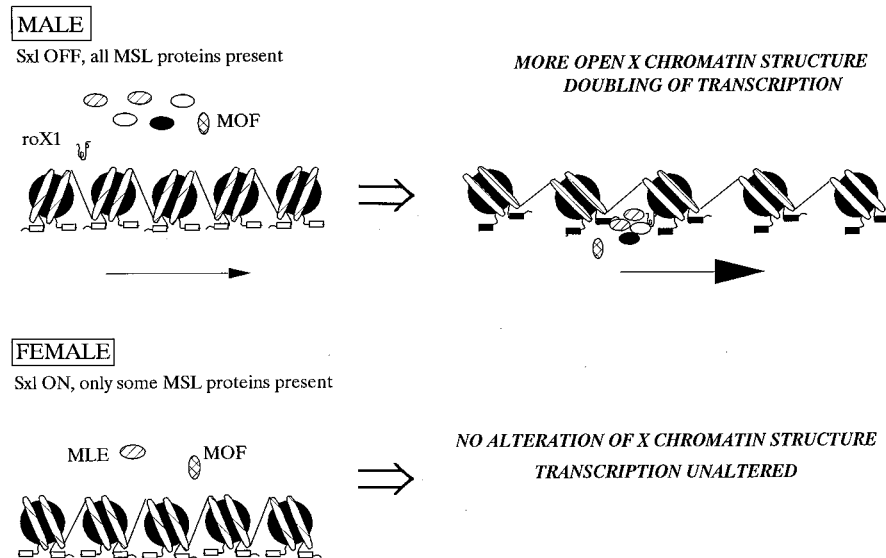 MALE
Sxl OFF, all MSL proteins present
MORE OPEN X CHROMATIN STRUCTURE
DOUBLING OF TRANSCRIPTION
MOF
roX1
FEMALE
Sxl ON, only some MSL proteins present
NO ALTERATION OF X CHROMATIN STRUCTURE
TRANSCRIPTION UNALTERED
MLE
MOF